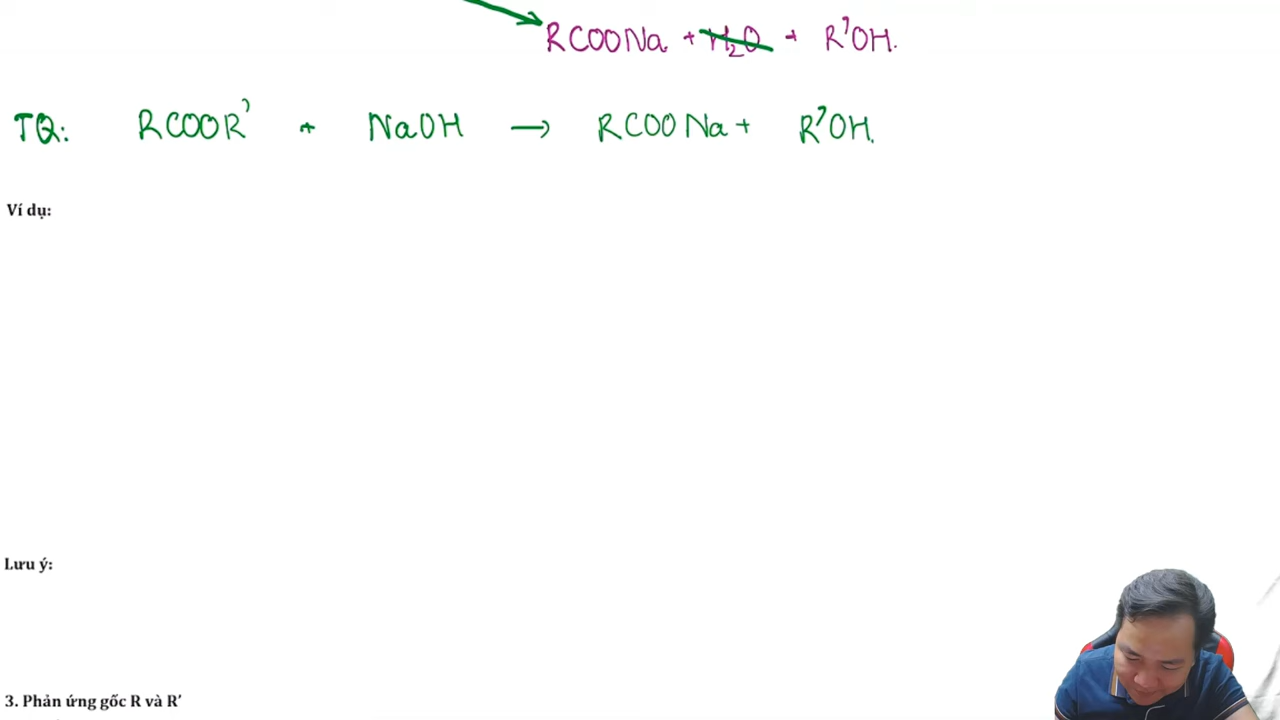 RCOONa + H₂O + R'OH.
TQ: RCOOR' + NaOH → RCOONa + R'OH.
Ví dụ:
Lưu ý:
3. Phản ứng gốc R và R'